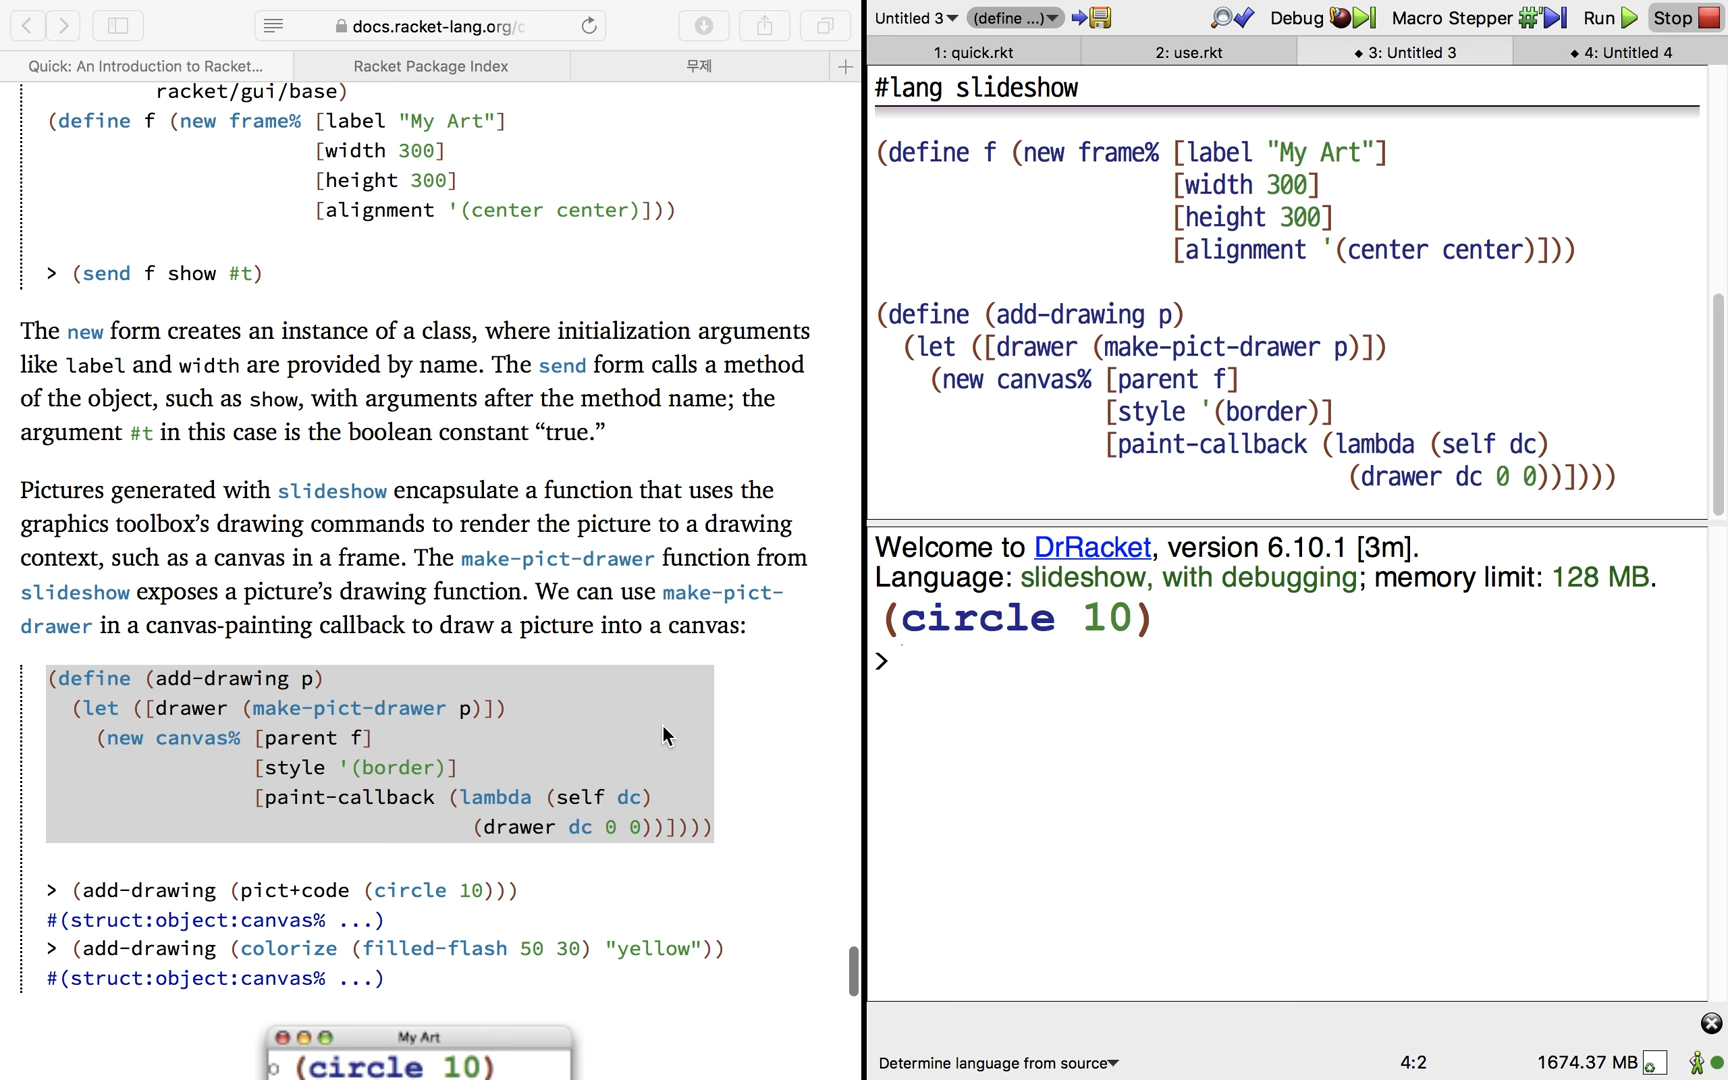 docs.racket-lang.org/c
Quick: An Introduction to Racket...
Racket Package Index
무제
racket/gui/base)
(define f (new frame% [label "My Art"]
[width 300]
[height 300]
[alignment '(center center)]))
> (send f show #t)
The new form creates an instance of a class, where initialization arguments
like label and width are provided by name. The send form calls a method
of the object, such as show, with arguments after the method name; the
argument #t in this case is the boolean constant “true.”
Pictures generated with slideshow encapsulate a function that uses the
graphics toolbox’s drawing commands to render the picture to a drawing
context, such as a canvas in a frame. The make-pict-drawer function from
slideshow exposes a picture’s drawing function. We can use make-pict-
drawer in a canvas-painting callback to draw a picture into a canvas:
(define (add-drawing p)
(let ([drawer (make-pict-drawer p)])
(new canvas% [parent f]
[style '(border)]
[paint-callback (lambda (self dc)
(drawer dc 0 0))])))
> (add-drawing (pict+code (circle 10)))
#(struct:object:canvas% ...)
> (add-drawing (colorize (filled-flash 50 30) "yellow"))
#(struct:object:canvas% ...)
My Art
(circle 10)
Untitled 3
(define ...)
Debug
Macro Stepper
Run
Stop
1: quick.rkt
2: use.rkt
3: Untitled 3
4: Untitled 4
#lang slideshow
(define f (new frame% [label "My Art"]
[width 300]
[height 300]
[alignment '(center center)]))
(define (add-drawing p)
(let ([drawer (make-pict-drawer p)])
(new canvas% [parent f]
[style '(border)]
[paint-callback (lambda (self dc)
(drawer dc 0 0))])))
Welcome to DrRacket, version 6.10.1 [3m].
Language: slideshow, with debugging; memory limit: 128 MB.
(circle 10)
>
Determine language from source
4:2
1674.37 MB